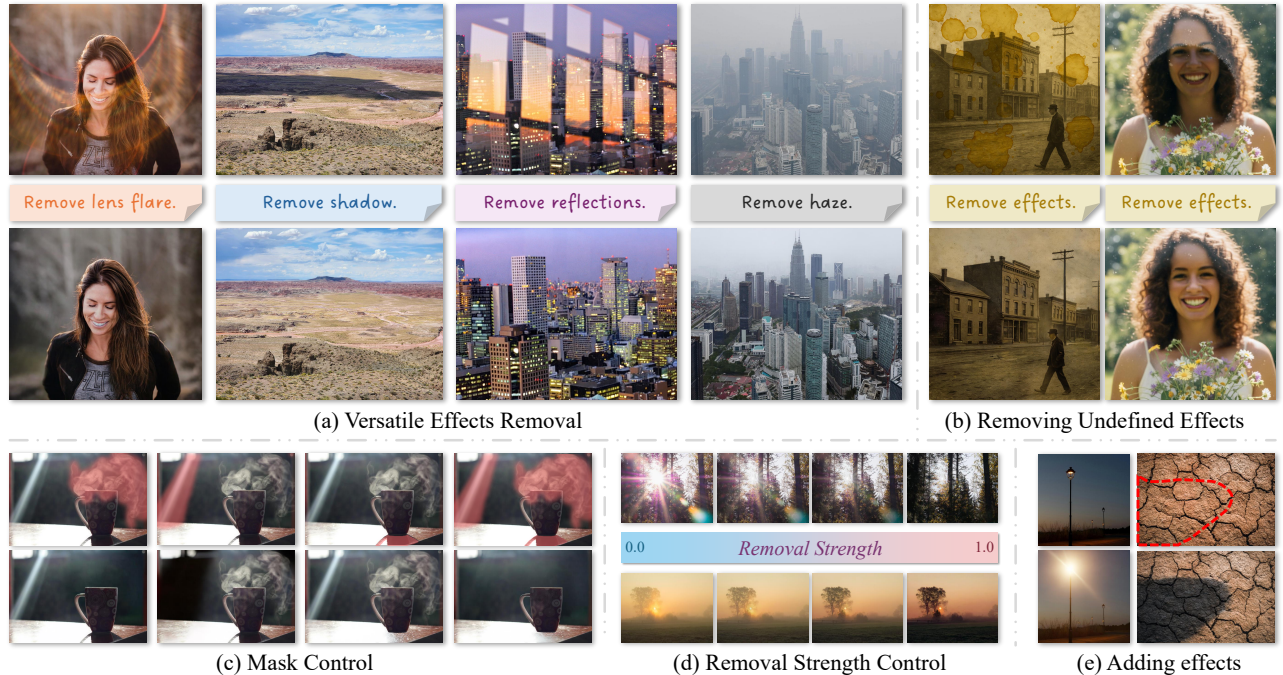 Remove lens flare.
Remove shadow.
Remove reflections.
Remove haze.
Remove effects.
Remove effects.
(a) Versatile Effects Removal
(b) Removing Undefined Effects
0.0
Removal Strength
1.0
(c) Mask Control
(d) Removal Strength Control
(e) Adding effects